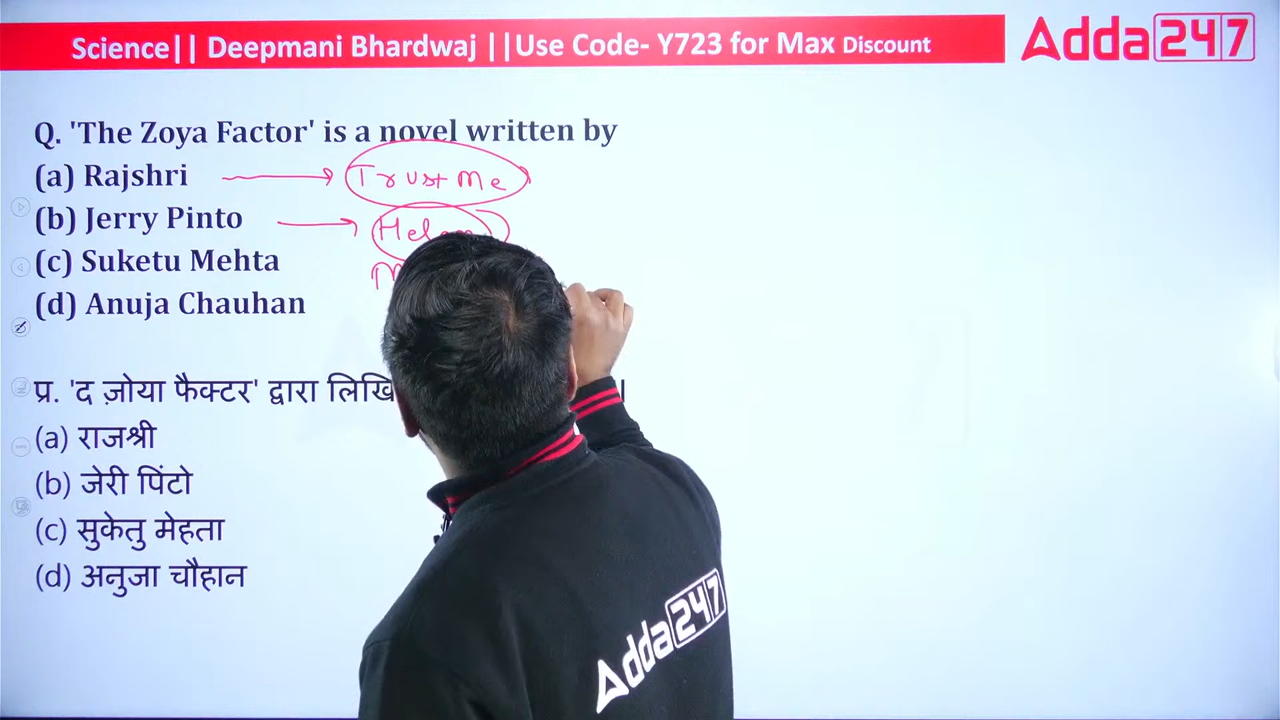 Science|| Deepmani Bhardwaj ||Use Code- Y723 for Max Discount
Adda247
Q. 'The Zoya Factor' is a novel written by
(a) Rajshri
Trust Me
(b) Jerry Pinto
(c) Suketu Mehta
(d) Anuja Chauhan
प्र. 'द ज़ोया फैक्टर' द्वारा
(a) राजश्री
(b) जेरी पिंटो
(c) सुकेतु मेहता
(d) अनुजा चौहान
Adda247